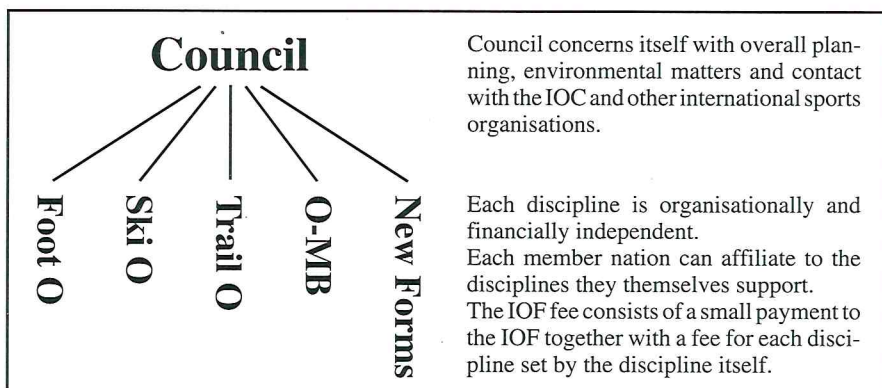 Council
Foot O
Ski O
Trail O
O-MB
New Forms
Council concerns itself with overall plan-
ning, environmental matters and contact
with the IOC and other international sports
organisations.
Each discipline is organisationally and
financially independent.
Each member nation can affiliate to the
disciplines they themselves support.
The IOF fee consists of a small payment to
the IOF together with a fee for each disci-
pline set by the discipline itself.